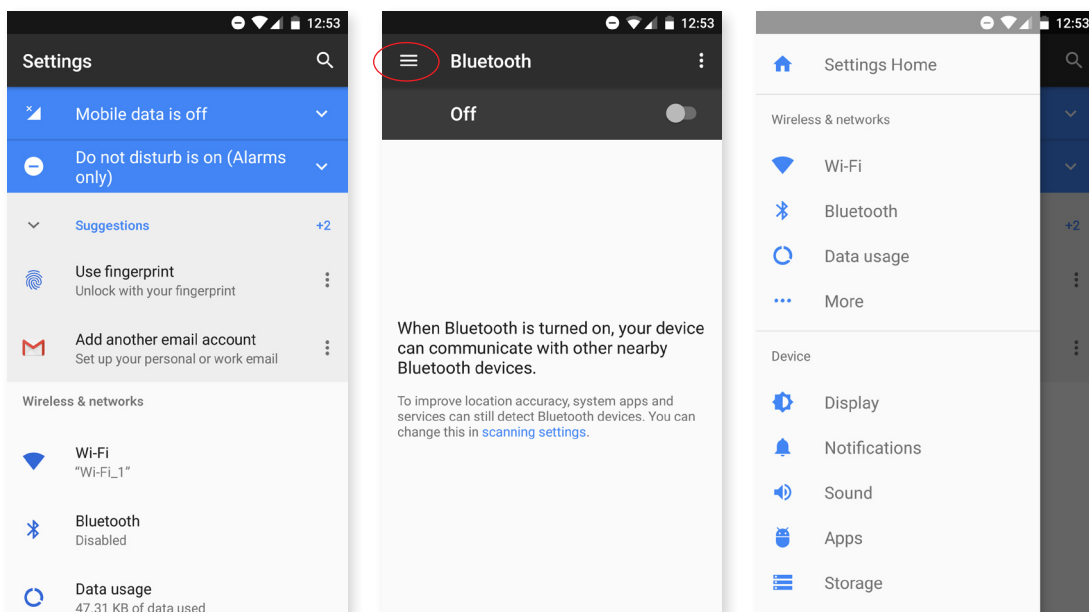 12:53
Settings
Mobile data is off
Do not disturb is on (Alarms
only)
Suggestions
+2
Use fingerprint
Unlock with your fingerprint
Add another email account
Set up your personal or work email
Wireless & networks
Wi-Fi
“Wi-Fi_1”
Bluetooth
Disabled
Data usage
47.31 KB of data used
12:53
Bluetooth
Off
When Bluetooth is turned on, your device
can communicate with other nearby
Bluetooth devices.
To improve location accuracy, system apps and
services can still detect Bluetooth devices. You can
change this in scanning settings.
12:53
Settings Home
Wireless & networks
Wi-Fi
Bluetooth
+2
Data usage
More
Device
Display
Notifications
Sound
Apps
Storage